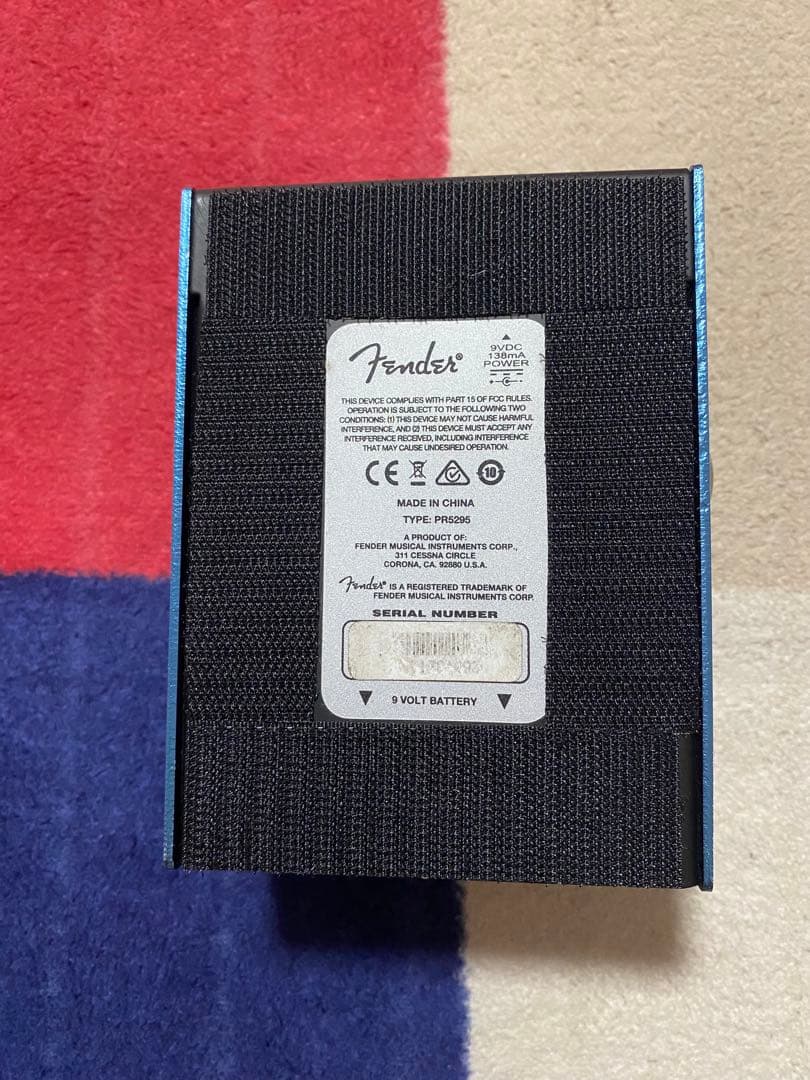 Fender®
9VDC
138mA
POWER
THIS DEVICE COMPLIES WITH PART 15 OF FCC RULES.
OPERATION IS SUBJECT TO THE FOLLOWING TWO
CONDITIONS: (1) THIS DEVICE MAY NOT CAUSE HARMFUL
INTERFERENCE, AND (2) THIS DEVICE MUST ACCEPT ANY
INTERFERENCE RECEIVED, INCLUDING INTERFERENCE
THAT MAY CAUSE UNDESIRED OPERATION.
CE 10
MADE IN CHINA
TYPE: PR5295
A PRODUCT OF:
FENDER MUSICAL INSTRUMENTS CORP.,
311 CESSNA CIRCLE
CORONA, CA. 92880 U.S.A.
Fender® IS A REGISTERED TRADEMARK OF
FENDER MUSICAL INSTRUMENTS CORP.
SERIAL NUMBER
9 VOLT BATTERY